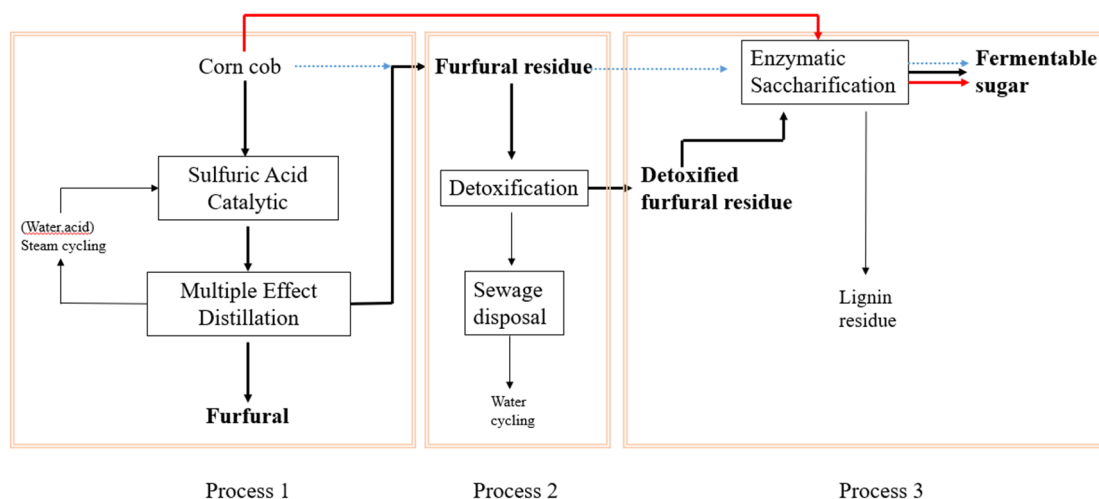 Corn cob
Sulfuric Acid
Catalytic
(Water.acid)
Steam cycling
Multiple Effect
Distillation
Furfural
Process 1
Furfural residue
Detoxification
Sewage
disposal
Water
cycling
Process 2
Enzymatic
Saccharification
Fermentable
sugar
Detoxified
furfural residue
Lignin
residue
Process 3